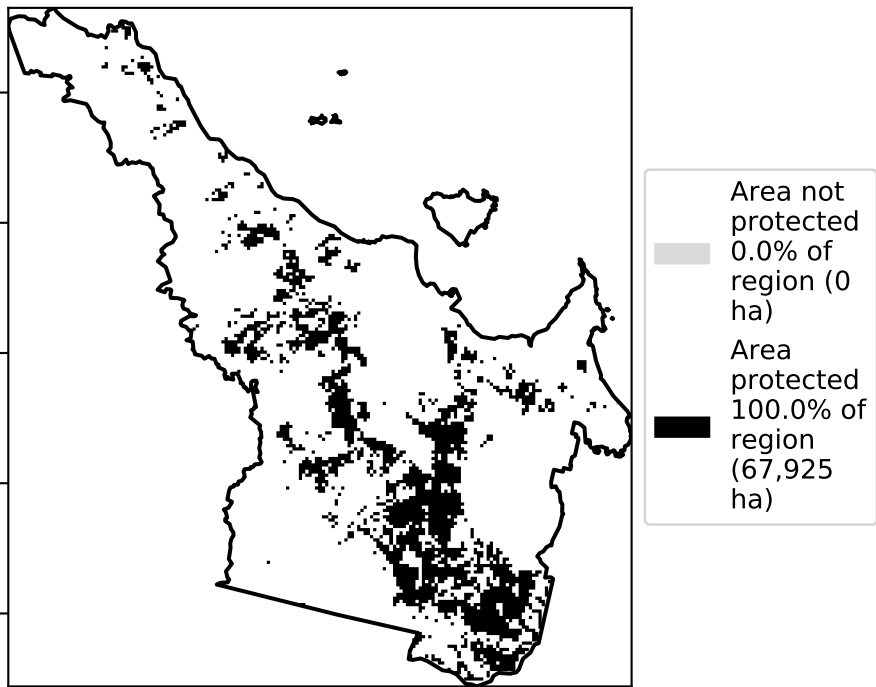 Area not
protected
0.0% of
region (0
ha)
Area
protected
100.0% of
region
(67,925
ha)